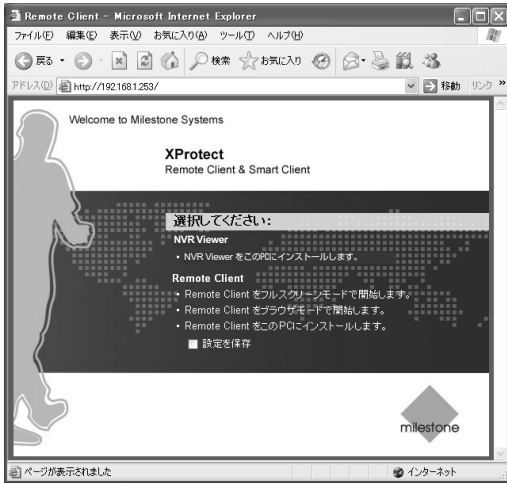 Remote Client - Microsoft Internet Explorer
ファイル(F) 編集(E) 表示(V) お気に入り(A) ツール(T) ヘルプ(H)
戻る 検索 お気に入り
アドレス(D) http://192.168.1.253/ 移動 リンク »
Welcome to Milestone Systems
XProtect
Remote Client & Smart Client
選択してください:
NVR Viewer
• NVR Viewer をこのPCにインストールします。
Remote Client
• Remote Client をフルスクリーンモードで開始します。
• Remote Client をブラウザモードで開始します。
• Remote Client をこのPCにインストールします。
設定を保存
milestone
ページが表示されました インターネット